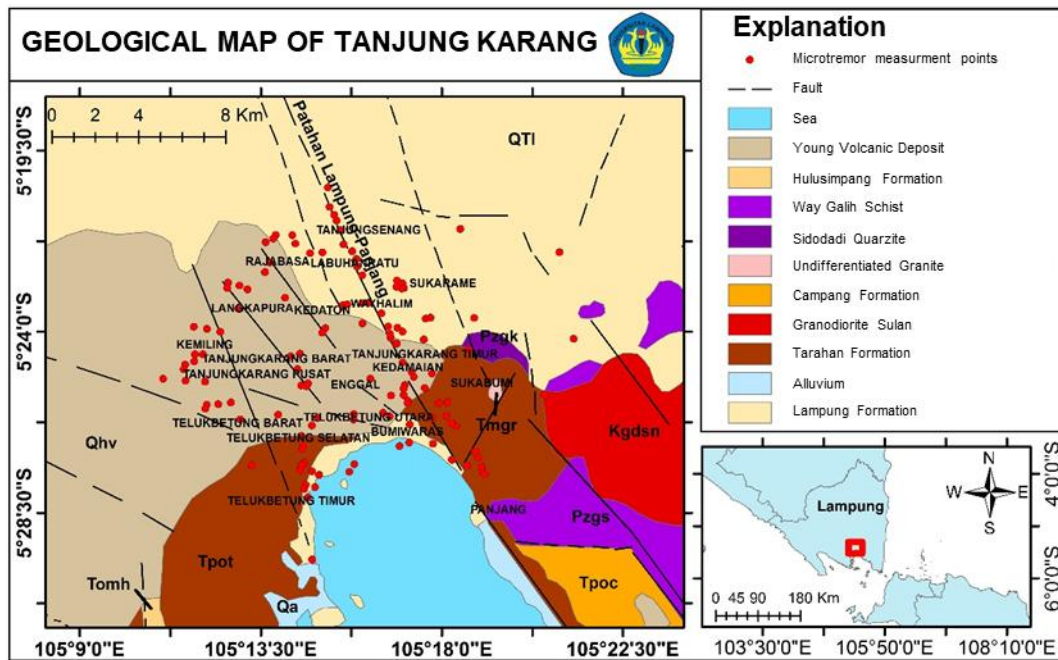 GEOLOGICAL MAP OF TANJUNG KARANG
0 2 4 8 Km
5°19'30"S
5°24'0"S
5°28'30"S
105°9'0"E
105°13'30"E
105°18'0"E
105°22'30"E
Patahan Lampung-Panjang
QTl
TANJUNGSENANG
RAJABASA
LABUHANRATU
SUKARAME
LANGKAPURA
KEDATON
WAYHALIM
KEMILING
Pzgk
TANJUNGKARANG BARAT
TANJUNGKARANG TIMUR
TANJUNGKARANG PUSAT
KEDAMAIAN
ENGGAL
SUKABUMI
TELUKBETUNG BARAT
TELUKBETUNG UTARA
Tmgr
Kgdsn
Qhv
TELUKBETUNG SELATAN
BUMIWARAS
TELUKBETUNG TIMUR
PANJANG
Pzgs
Tpot
Tpoc
Tomh
Qa
Explanation
Microtremor measurment points
Fault
Sea
Young Volcanic Deposit
Hulusimpang Formation
Way Galih Schist
Sidodadi Quarzite
Undifferentiated Granite
Campang Formation
Granodiorite Sulan
Tarahan Formation
Alluvium
Lampung Formation
Lampung
N
W E
S
0 45 90 180 Km
4°0'0"S
6°0'0"S
103°3'0"E
105°0'0"E
108°1'0"E